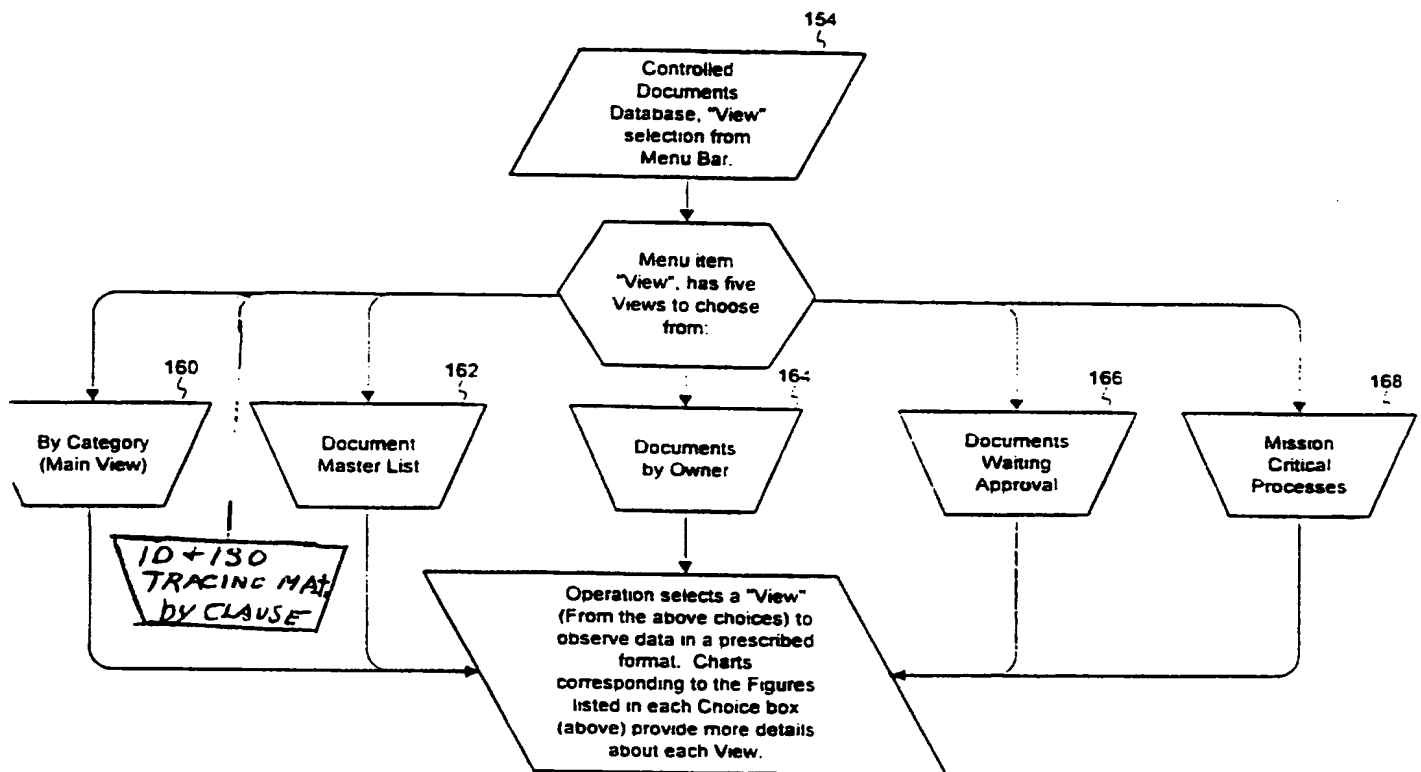 154
Controlled
Documents
Database, "View"
selection from
Menu Bar.
Menu item
"View", has five
Views to choose
from:
160
By Category
(Main View)
162
Document
Master List
164
Documents
by Owner
166
Documents
Waiting
Approval
168
Mission
Critical
Processes
TRACING MAT.
by CLAUSE
Operation selects a "View"
(From the above choices) to
observe data in a prescribed
format. Charts
corresponding to the Figures
listed in each Choice box
(above) provide more details
about each View.